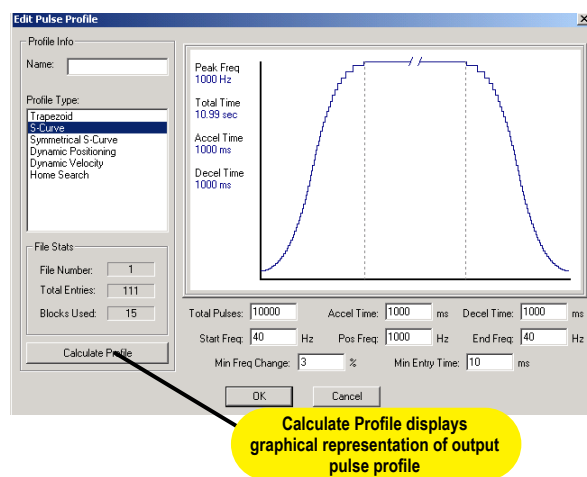 Edit Pulse Profile
Profile Info
Name:
Profile Type:
Trapezoid
S-Curve
Symmetrical S-Curve
Dynamic Positioning
Dynamic Velocity
Home Search
File Stats
File Number: 1
Total Entries: 111
Blocks Used: 15
Calculate Profile
Peak Freq
1000 Hz
Total Time
10.99 sec
Accel Time
1000 ms
Decel Time
1000 ms
Total Pulses: 10000 Accel Time: 1000 ms Decel Time: 1000 ms
Start Freq: 40 Hz Pos Freq: 1000 Hz End Freq: 40 Hz
Min Freq Change: 3 % Min Entry Time: 10 ms
OK Cancel
Calculate Profile displays
graphical representation of output
pulse profile